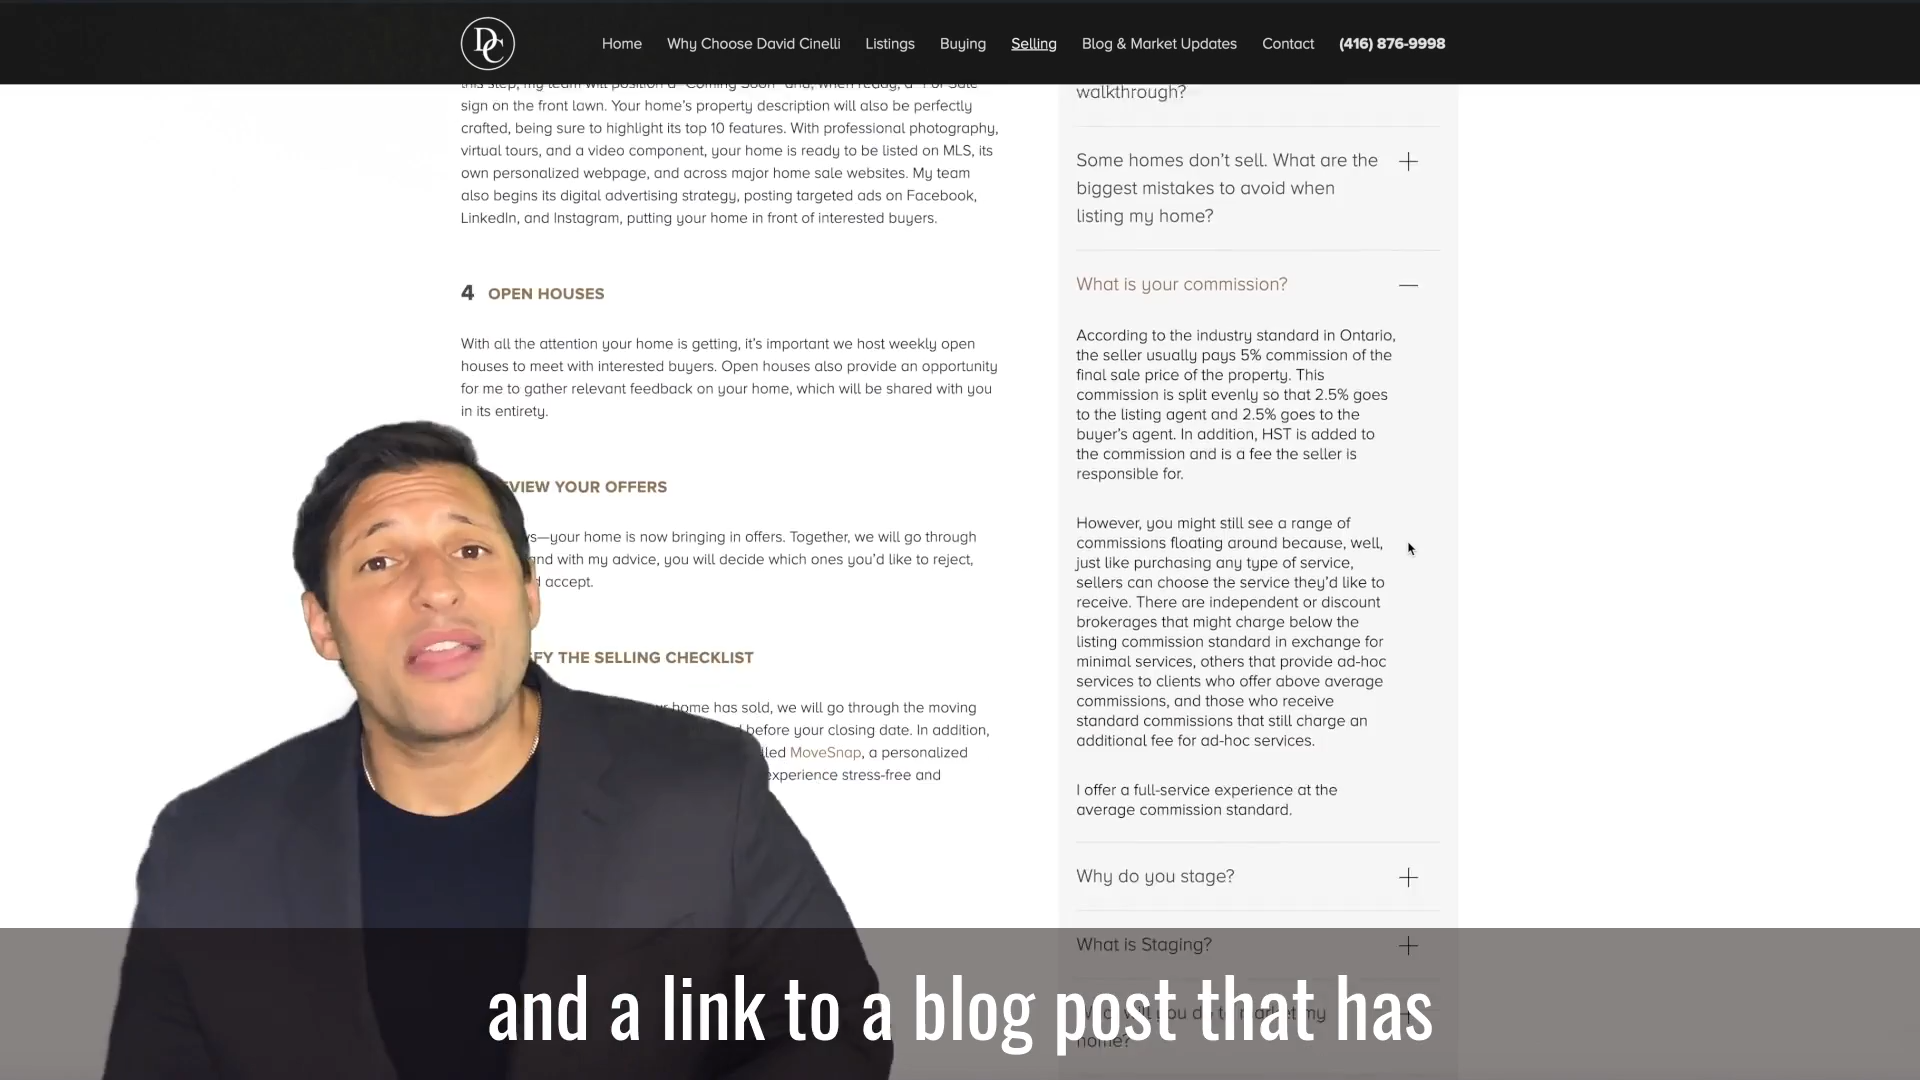 DC
Home Why Choose David Cinelli Listings Buying Selling Blog & Market Updates Contact (416) 876-9998
sign on the front lawn. Your home's property description will also be perfectly
crafted, being sure to highlight its top 10 features. With professional photography,
virtual tours, and a video component, your home is ready to be listed on MLS, its
own personalized webpage, and across major home sale websites. My team
also begins its digital advertising strategy, posting targeted ads on Facebook,
LinkedIn, and Instagram, putting your home in front of interested buyers.
4 OPEN HOUSES
With all the attention your home is getting, it's important we host weekly open
houses to meet with interested buyers. Open houses also provide an opportunity
for me to gather relevant feedback on your home, which will be shared with you
in its entirety.
VIEW YOUR OFFERS
—your home is now bringing in offers. Together, we will go through
and with my advice, you will decide which ones you'd like to reject,
accept.
FY THE SELLING CHECKLIST
home has sold, we will go through the moving
before your closing date. In addition,
lled MoveSnap, a personalized
experience stress-free and
walkthrough?
Some homes don't sell. What are the
biggest mistakes to avoid when
listing my home?
What is your commission?
According to the industry standard in Ontario,
the seller usually pays 5% commission of the
final sale price of the property. This
commission is split evenly so that 2.5% goes
to the listing agent and 2.5% goes to the
buyer's agent. In addition, HST is added to
the commission and is a fee the seller is
responsible for.
However, you might still see a range of
commissions floating around because, well,
just like purchasing any type of service,
sellers can choose the service they'd like to
receive. There are independent or discount
brokerages that might charge below the
listing commission standard in exchange for
minimal services, others that provide ad-hoc
services to clients who offer above average
commissions, and those who receive
standard commissions that still charge an
additional fee for ad-hoc services.
I offer a full-service experience at the
average commission standard.
Why do you stage?
What is Staging?
What will you do to market my
home?
and a link to a blog post that has